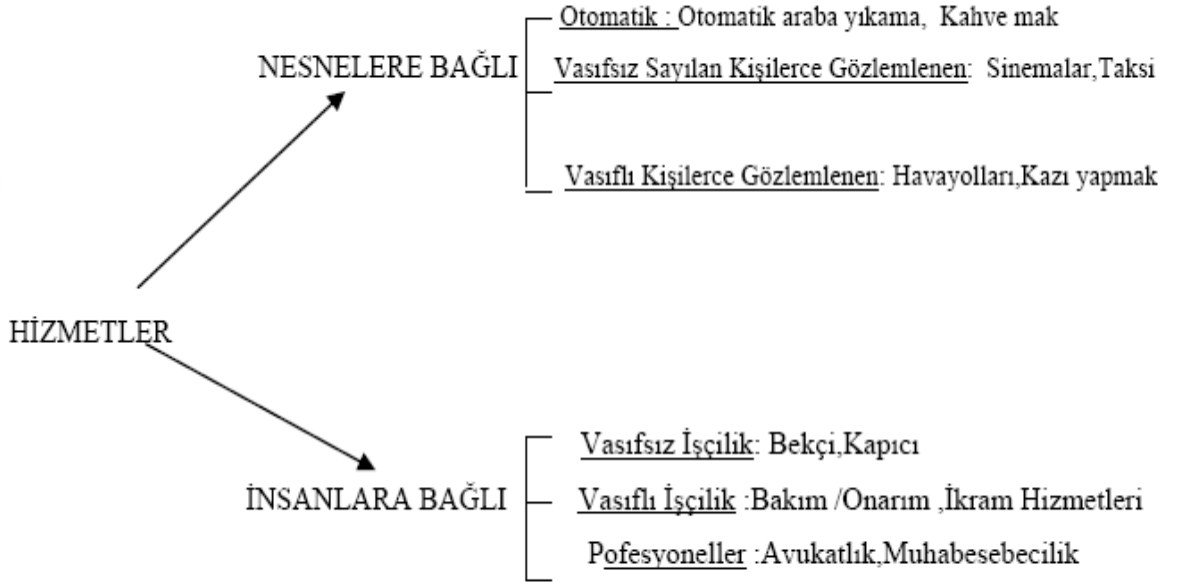 Otomatik : Otomatik araba yıkama, Kahve mak
NESNELERE BAĞLI
Vasıfsız Sayılan Kişilerce Gözlemlenen: Sinemalar,Taksi
Vasıflı Kişilerce Gözlemlenen: Havayolları,Kazı yapmak
HİZMETLER
Vasıfsız İşçilik: Bekçi,Kapıcı
İNSANLARA BAĞLI
Vasıflı İşçilik :Bakım /Onarım ,İkram Hizmetleri
Pofesyoneller :Avukatlık,Muhabesebecilik